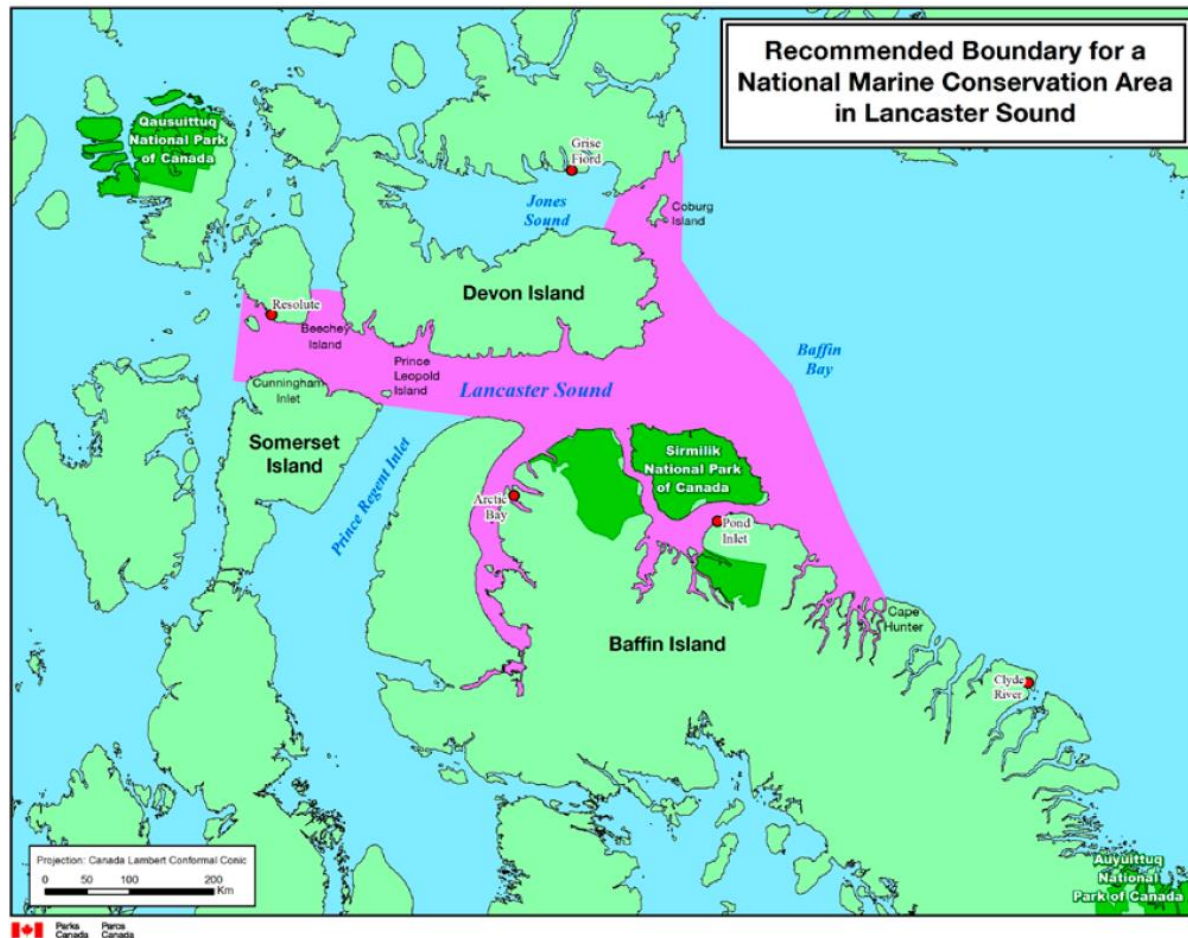 Recommended Boundary for a
National Marine Conservation Area
in Lancaster Sound
Qausuittuq
National Park
of Canada
Grise
Fiord
Jones
Sound
Coburg
Island
Devon Island
Resolute
Beechey
Island
Prince
Leopold
Island
Lancaster Sound
Baffin
Bay
Cunningham
Inlet
Somerset
Island
Prince Regent Inlet
Sirmilik
National Park
of Canada
Arctic
Bay
Pond
Inlet
Baffin Island
Cape
Hunter
Clyde
River
Auyuittuq
National
Park of Canada
Projection: Canada Lambert Conformal Conic
0 50 100 200
Km
Parks Parcs
Canada Canada